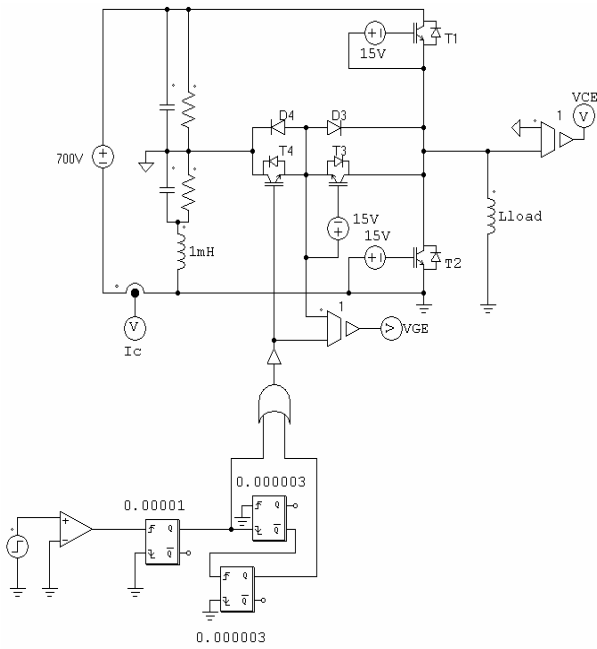 T1
15V
VCE
V
1
D4
D3
T4
T3
700V
15V
15V
Lload
1mH
T2
V
Ic
1
V
VGE
0.000003
0.00001
Q
Q
Q
Q
Q
Q
0.000003